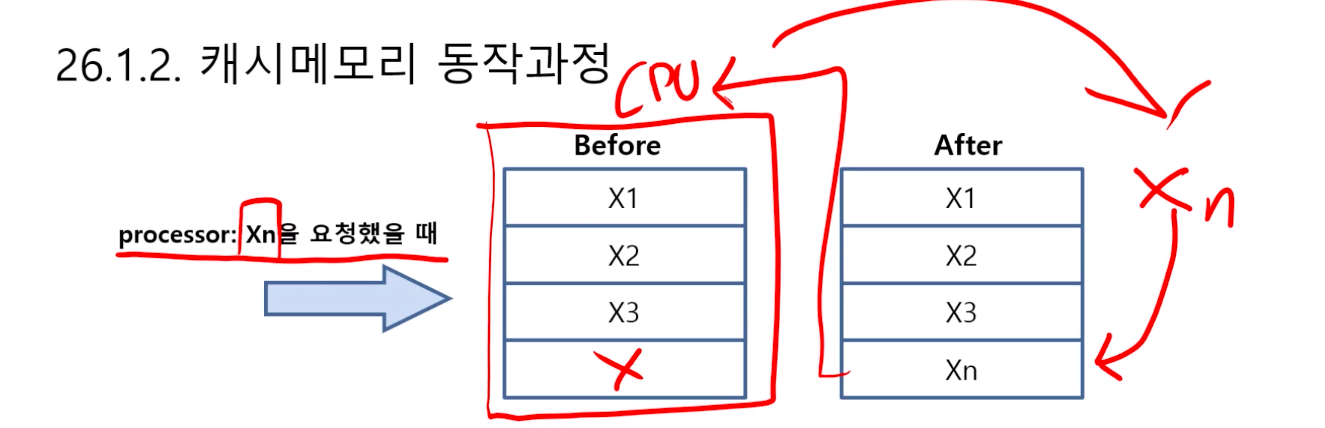 26.1.2. 캐시메모리 동작과정
CPU
processor: Xn을 요청했을 때
Before
X1
X2
X3
X
After
X1
X2
X3
Xn
Xn